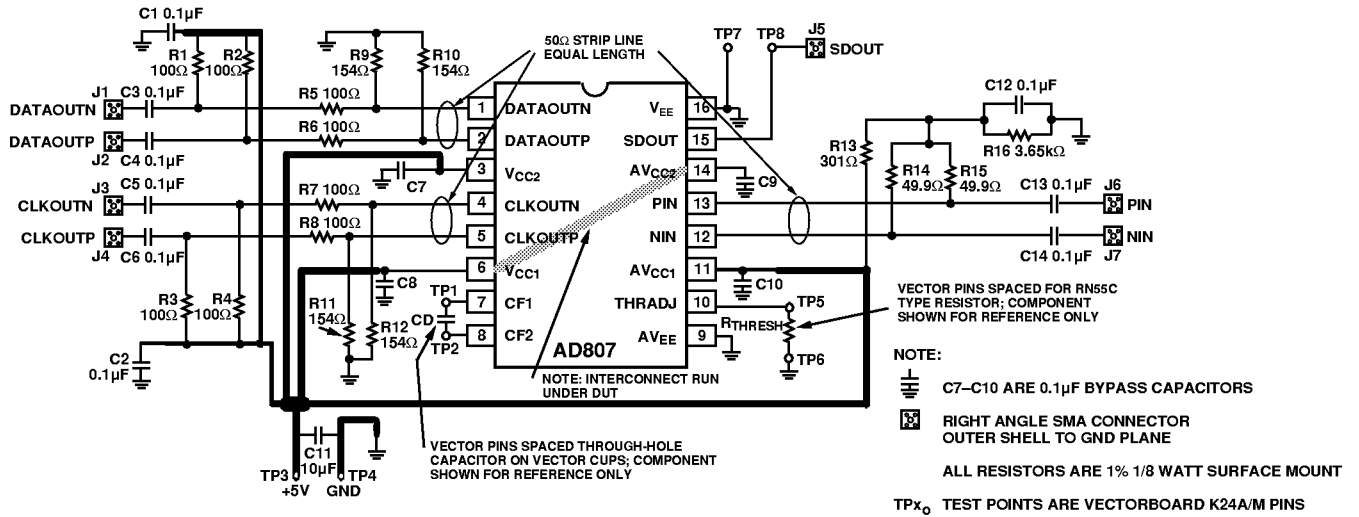 C1 0.1µF
R1
100Ω
R2
100Ω
R9
154Ω
R10
154Ω
50Ω STRIP LINE
EQUAL LENGTH
TP7
TP8
J5
SDOUT
J1
C3 0.1µF
DATAOUTN
R5 100Ω
R6 100Ω
DATAOUTP
J2
C4 0.1µF
J3
C5 0.1µF
CLKOUTN
R7 100Ω
R8 100Ω
CLKOUTP
J4
C6 0.1µF
C7
1 DATAOUTN
2 DATAOUTP
3 VCC2
4 CLKOUTN
5 CLKOUTP
6 VCC1
7 CF1
8 CF2
VEE 16
SDOUT 15
AVCC2 14
PIN 13
NIN 12
AVCC1 11
THRADJ 10
AVEE 9
AD807
C9
C12 0.1µF
R16 3.65kΩ
R13
301Ω
R14
49.9Ω
R15
49.9Ω
C13 0.1µF
J6
PIN
NIN
C14 0.1µF
J7
C8
C10
R3
100Ω
R4
100Ω
R11
154Ω
R12
154Ω
TP1
CD
TP2
TP5
RTHRESH
TP6
VECTOR PINS SPACED FOR RN55C
TYPE RESISTOR; COMPONENT
SHOWN FOR REFERENCE ONLY
C2
0.1µF
NOTE: INTERCONNECT RUN
UNDER DUT
C11
10µF
TP3
+5V
TP4
GND
VECTOR PINS SPACED THROUGH-HOLE
CAPACITOR ON VECTOR CUPS; COMPONENT
SHOWN FOR REFERENCE ONLY
NOTE:
C7–C10 ARE 0.1µF BYPASS CAPACITORS
RIGHT ANGLE SMA CONNECTOR
OUTER SHELL TO GND PLANE
ALL RESISTORS ARE 1% 1/8 WATT SURFACE MOUNT
TPx TEST POINTS ARE VECTORBOARD K24A/M PINS